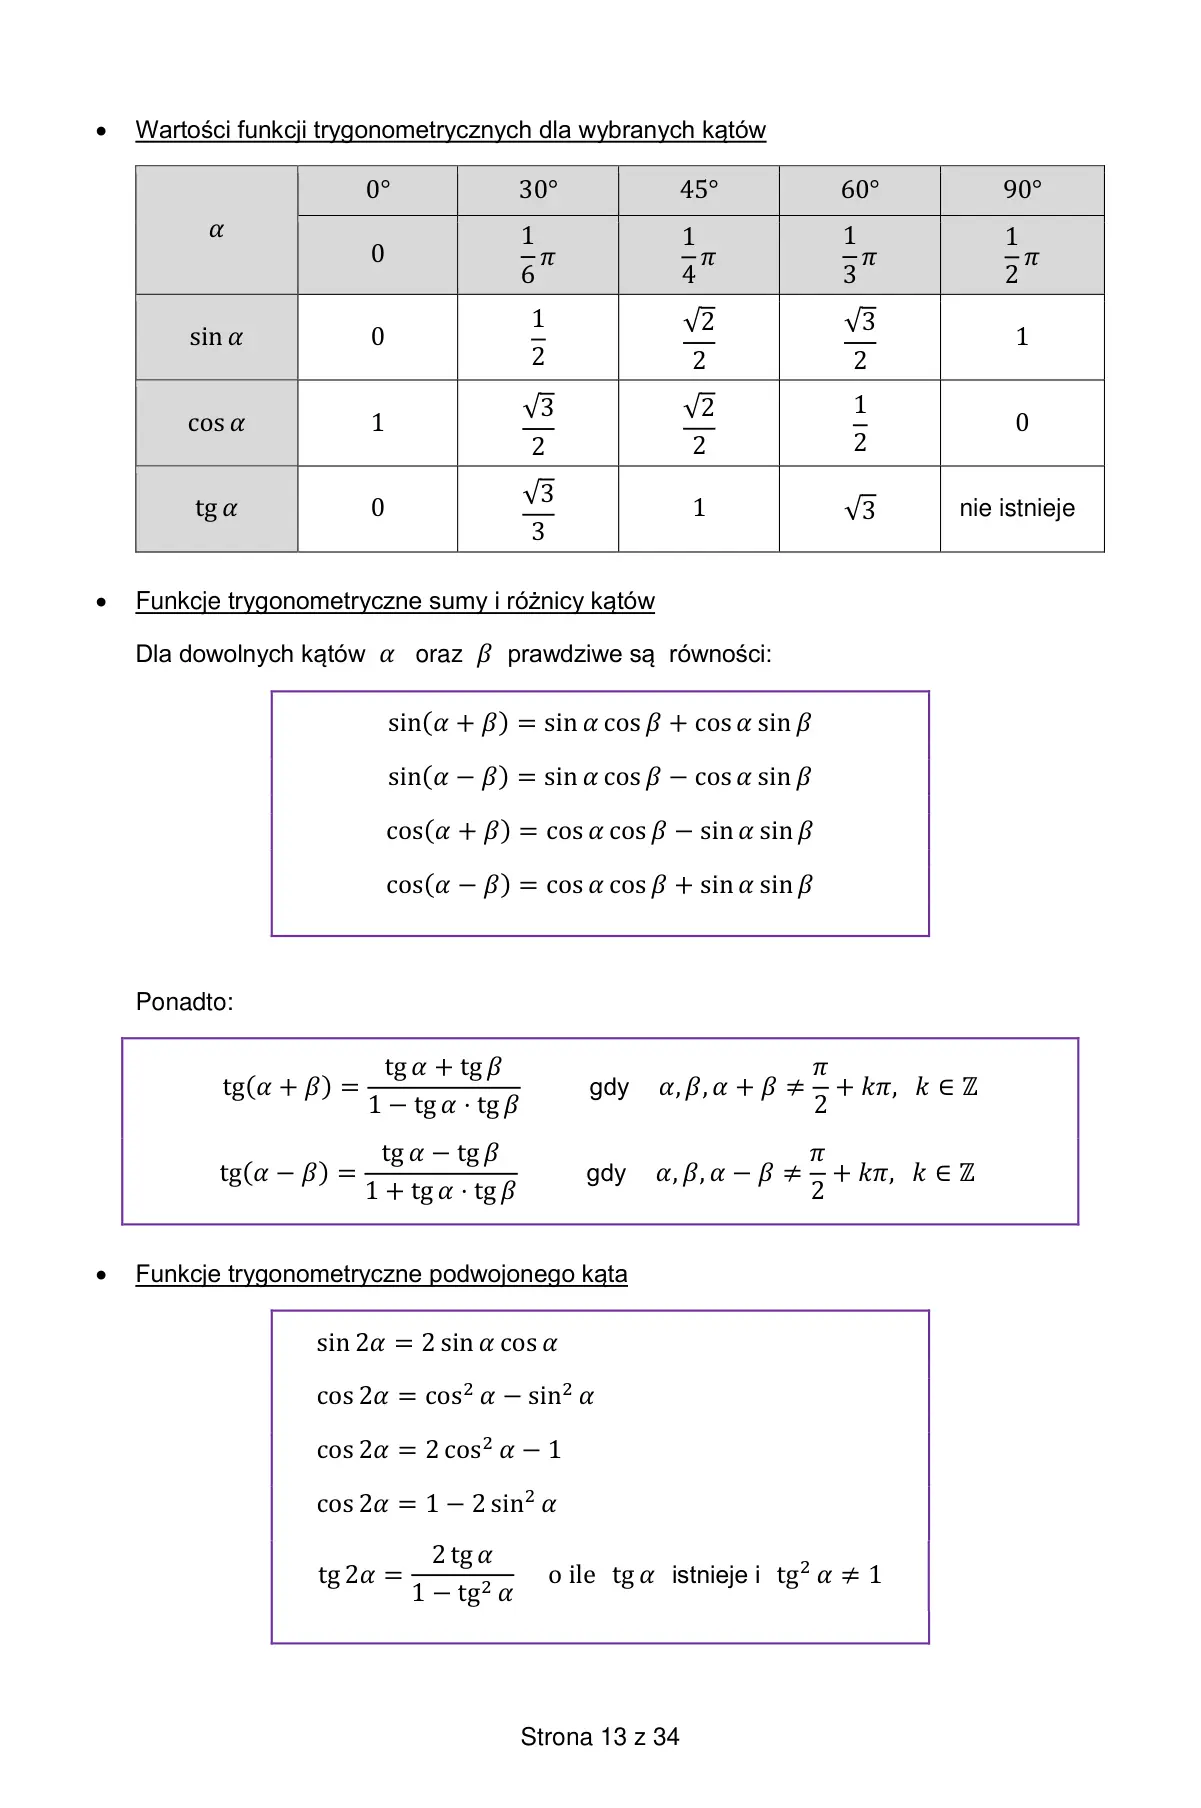 • Wartości funkcji trygonometrycznych dla wybranych kątów
α 0° 30° 45° 60° 90°
0 1/6 π 1/4 π 1/3 π 1/2 π
sin α 0 1/2 √2/2 √3/2 1
cos α 1 √3/2 √2/2 1/2 0
tg α 0 √3/3 1 √3 nie istnieje
• Funkcje trygonometryczne sumy i różnicy kątów
Dla dowolnych kątów α oraz β prawdziwe są równości:
sin(α + β) = sin α cos β + cos α sin β
sin(α − β) = sin α cos β − cos α sin β
cos(α + β) = cos α cos β − sin α sin β
cos(α − β) = cos α cos β + sin α sin β
Ponadto:
tg(α + β) = (tg α + tg β)/(1 − tg α · tg β) gdy α, β, α + β ≠ π/2 + kπ, k ∈ ℤ
tg(α − β) = (tg α − tg β)/(1 + tg α · tg β) gdy α, β, α − β ≠ π/2 + kπ, k ∈ ℤ
• Funkcje trygonometryczne podwojonego kąta
sin 2α = 2 sin α cos α
cos 2α = cos² α − sin² α
cos 2α = 2 cos² α − 1
cos 2α = 1 − 2 sin² α
tg 2α = 2 tg α/(1 − tg² α) o ile tg α istnieje i tg² α ≠ 1
Strona 13 z 34